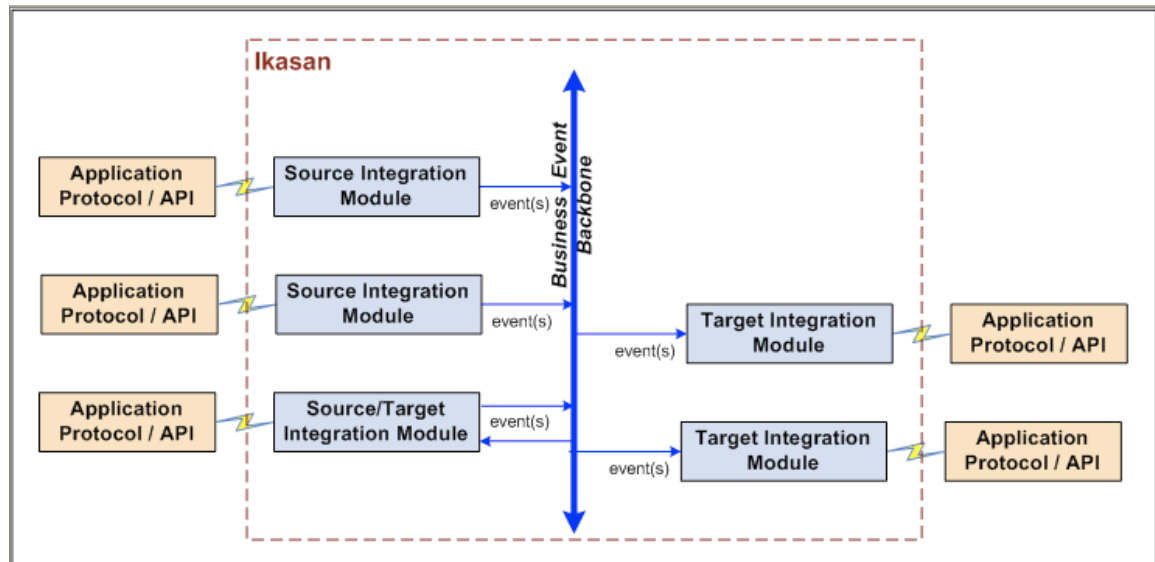 Ikasan
Business Event
Backbone
Application
Protocol / API
Source Integration
Module
event(s)
Application
Protocol / API
Source Integration
Module
event(s)
Target Integration
Module
event(s)
Application
Protocol / API
Application
Protocol / API
Source/Target
Integration Module
event(s)
Target Integration
Module
event(s)
Application
Protocol / API